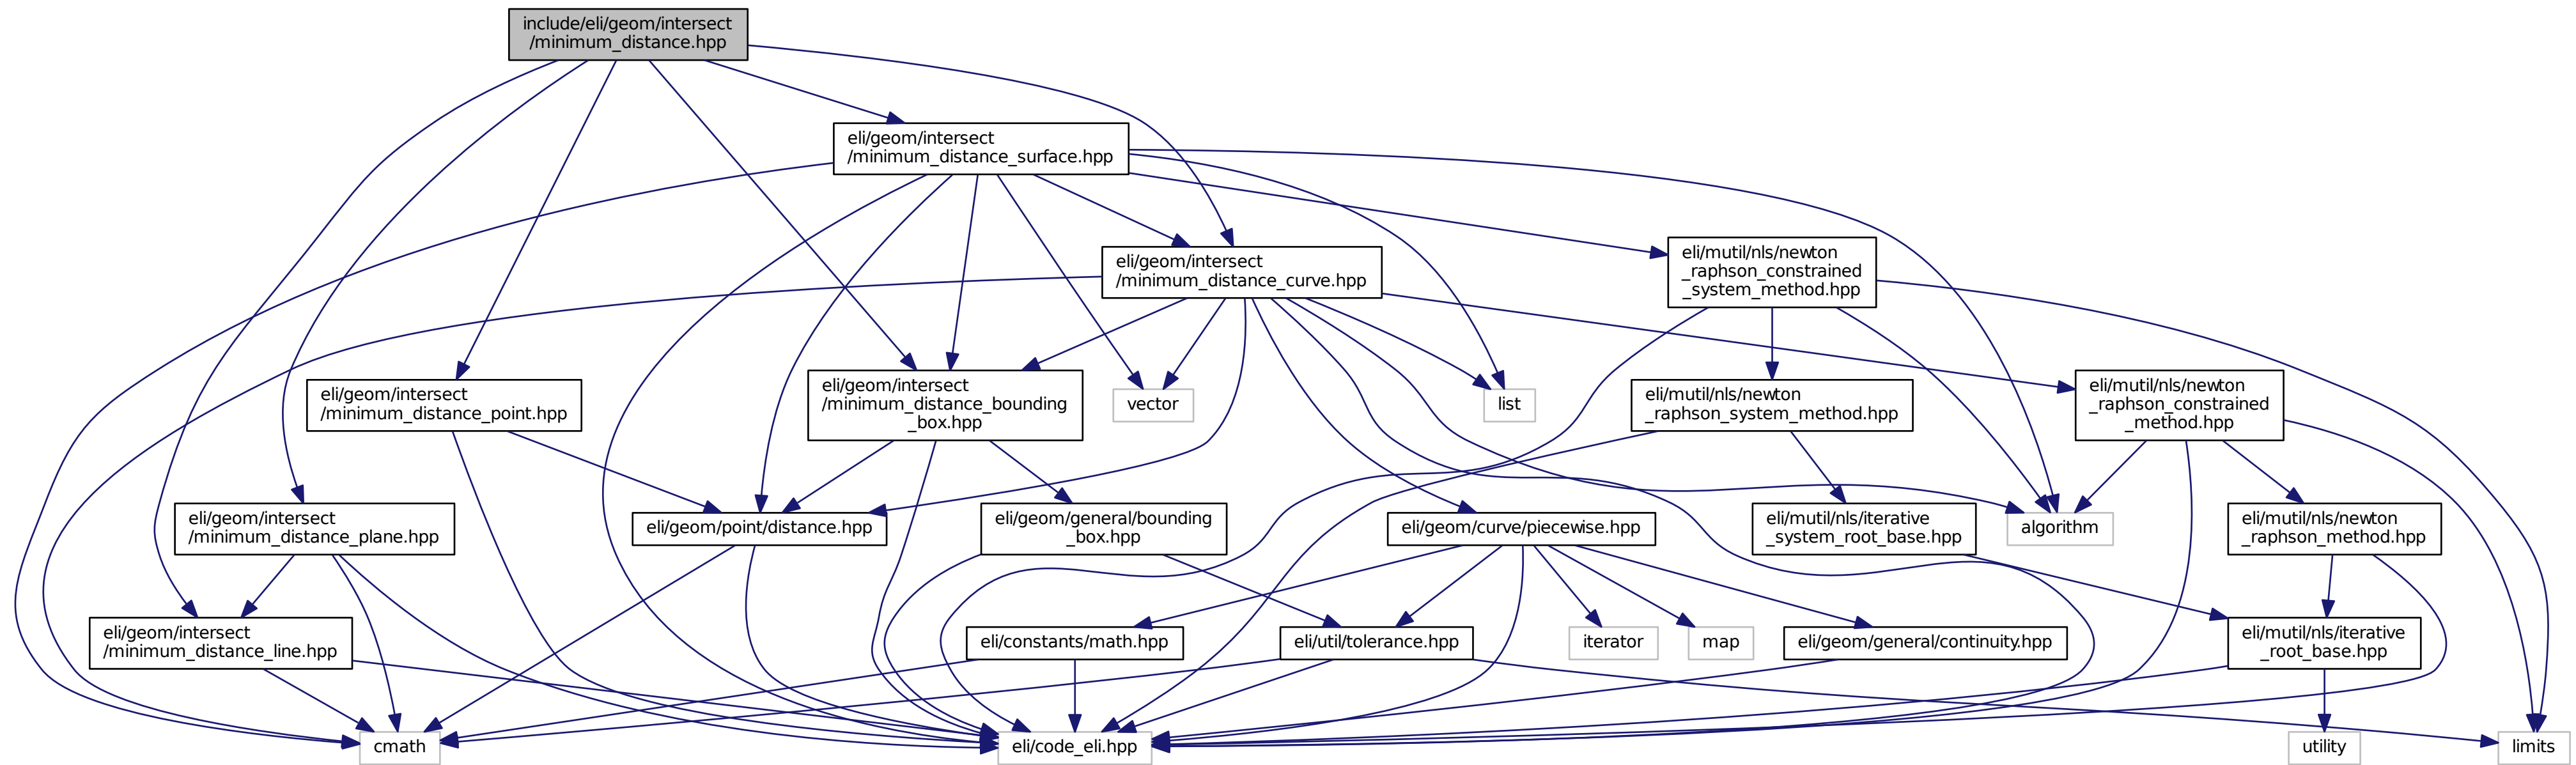 include/eli/geom/intersect
/minimum_distance.hpp
eli/geom/intersect
/minimum_distance_surface.hpp
eli/geom/intersect
/minimum_distance_curve.hpp
eli/mutil/nls/newton
_raphson_constrained
_system_method.hpp
eli/geom/intersect
/minimum_distance_point.hpp
eli/geom/intersect
/minimum_distance_bounding
_box.hpp
vector
list
eli/mutil/nls/newton
_raphson_system_method.hpp
eli/mutil/nls/newton
_raphson_constrained
_method.hpp
eli/geom/intersect
/minimum_distance_plane.hpp
eli/geom/point/distance.hpp
eli/geom/general/bounding
_box.hpp
eli/geom/curve/piecewise.hpp
eli/mutil/nls/iterative
_system_root_base.hpp
algorithm
eli/mutil/nls/newton
_raphson_method.hpp
eli/geom/intersect
/minimum_distance_line.hpp
eli/constants/math.hpp
eli/util/tolerance.hpp
iterator
map
eli/geom/general/continuity.hpp
eli/mutil/nls/iterative
_root_base.hpp
cmath
eli/code_eli.hpp
utility
limits